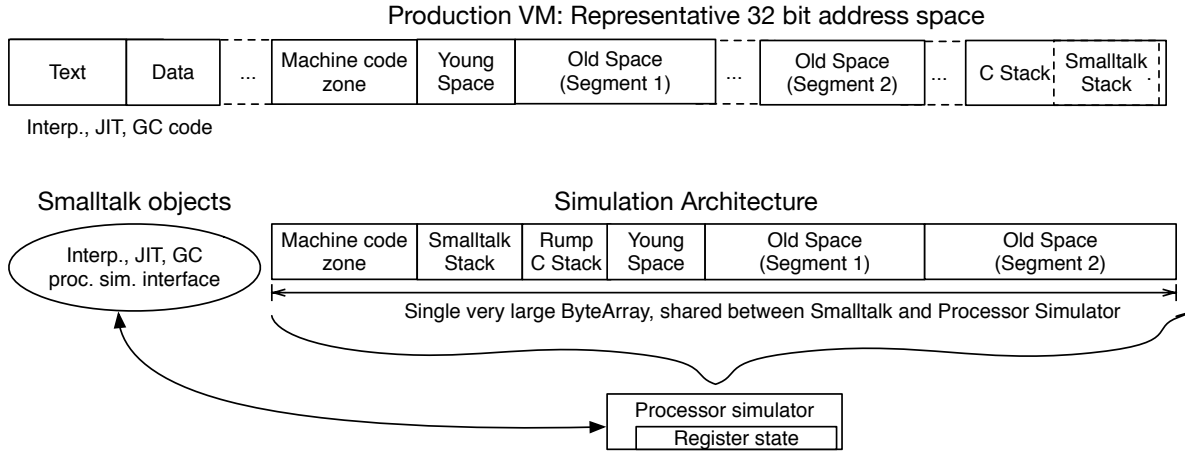 Production VM: Representative 32 bit address space
Text
Data
...
Machine code
zone
Young
Space
Old Space
(Segment 1)
...
Old Space
(Segment 2)
...
C Stack
Smalltalk
Stack
.
Interp., JIT, GC code
Smalltalk objects
Simulation Architecture
Interp., JIT, GC
proc. sim. interface
Machine code
zone
Smalltalk
Stack
Rump
C Stack
Young
Space
Old Space
(Segment 1)
Old Space
(Segment 2)
Single very large ByteArray, shared between Smalltalk and Processor Simulator
Processor simulator
Register state